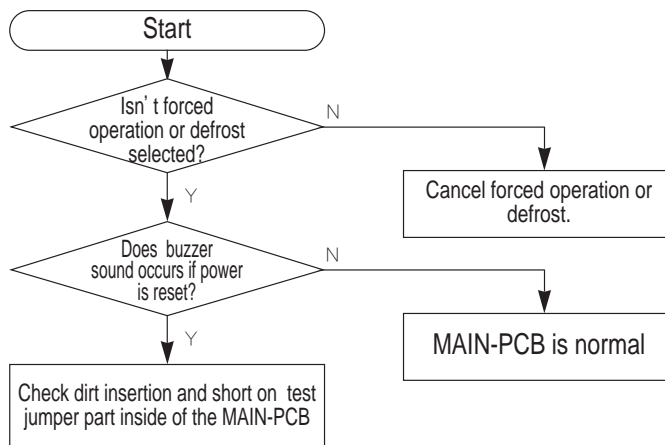 Start
Isn' t forced
operation or defrost
selected?
N
Cancel forced operation or
defrost.
Y
Does buzzer
sound occurs if power
is reset?
N
MAIN-PCB is normal
Y
Check dirt insertion and short on test
jumper part inside of the MAIN-PCB